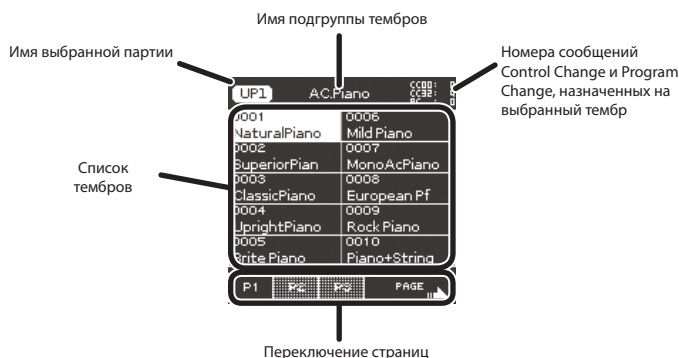 Имя подгруппы тембров
Имя выбранной партии
Номера сообщений
Control Change и Program
Change, назначенных на
выбранный тембр
UP1 AC.Piano CC00:
CC32:
Список
тембров
0001 0006
NaturalPiano Mild Piano
0002 0007
SuperiorPian MonoAcPiano
0003 0008
ClassicPiano European Pf
0004 0009
UprightPiano Rock Piano
0005 0010
Brite Piano Piano+String
P1 P2 P3 PAGE
Переключение страниц